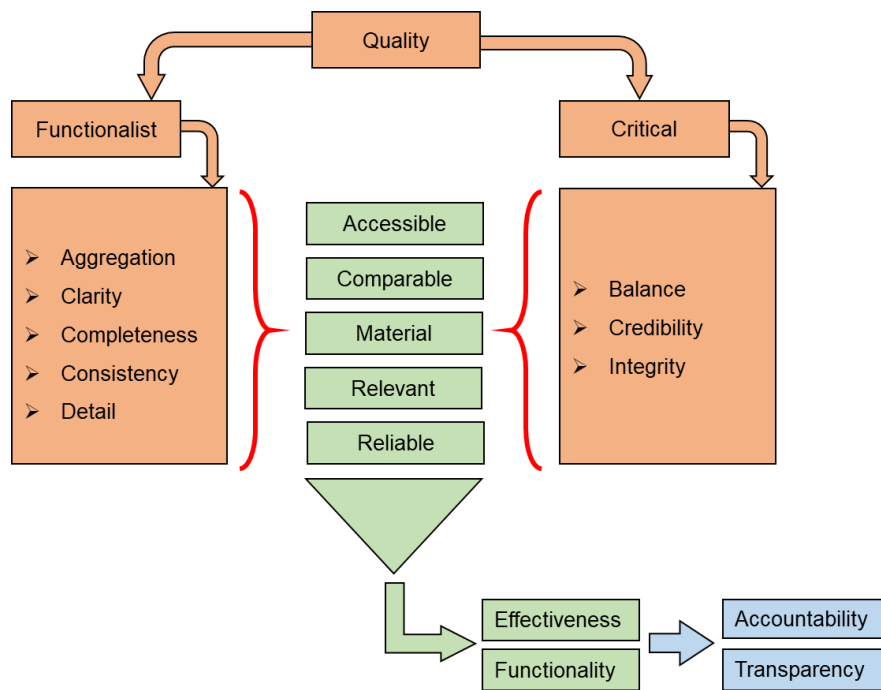 Quality
Functionalist
Critical
Aggregation
Clarity
Completeness
Consistency
Detail
Accessible
Comparable
Material
Relevant
Reliable
Balance
Credibility
Integrity
Effectiveness
Functionality
Accountability
Transparency